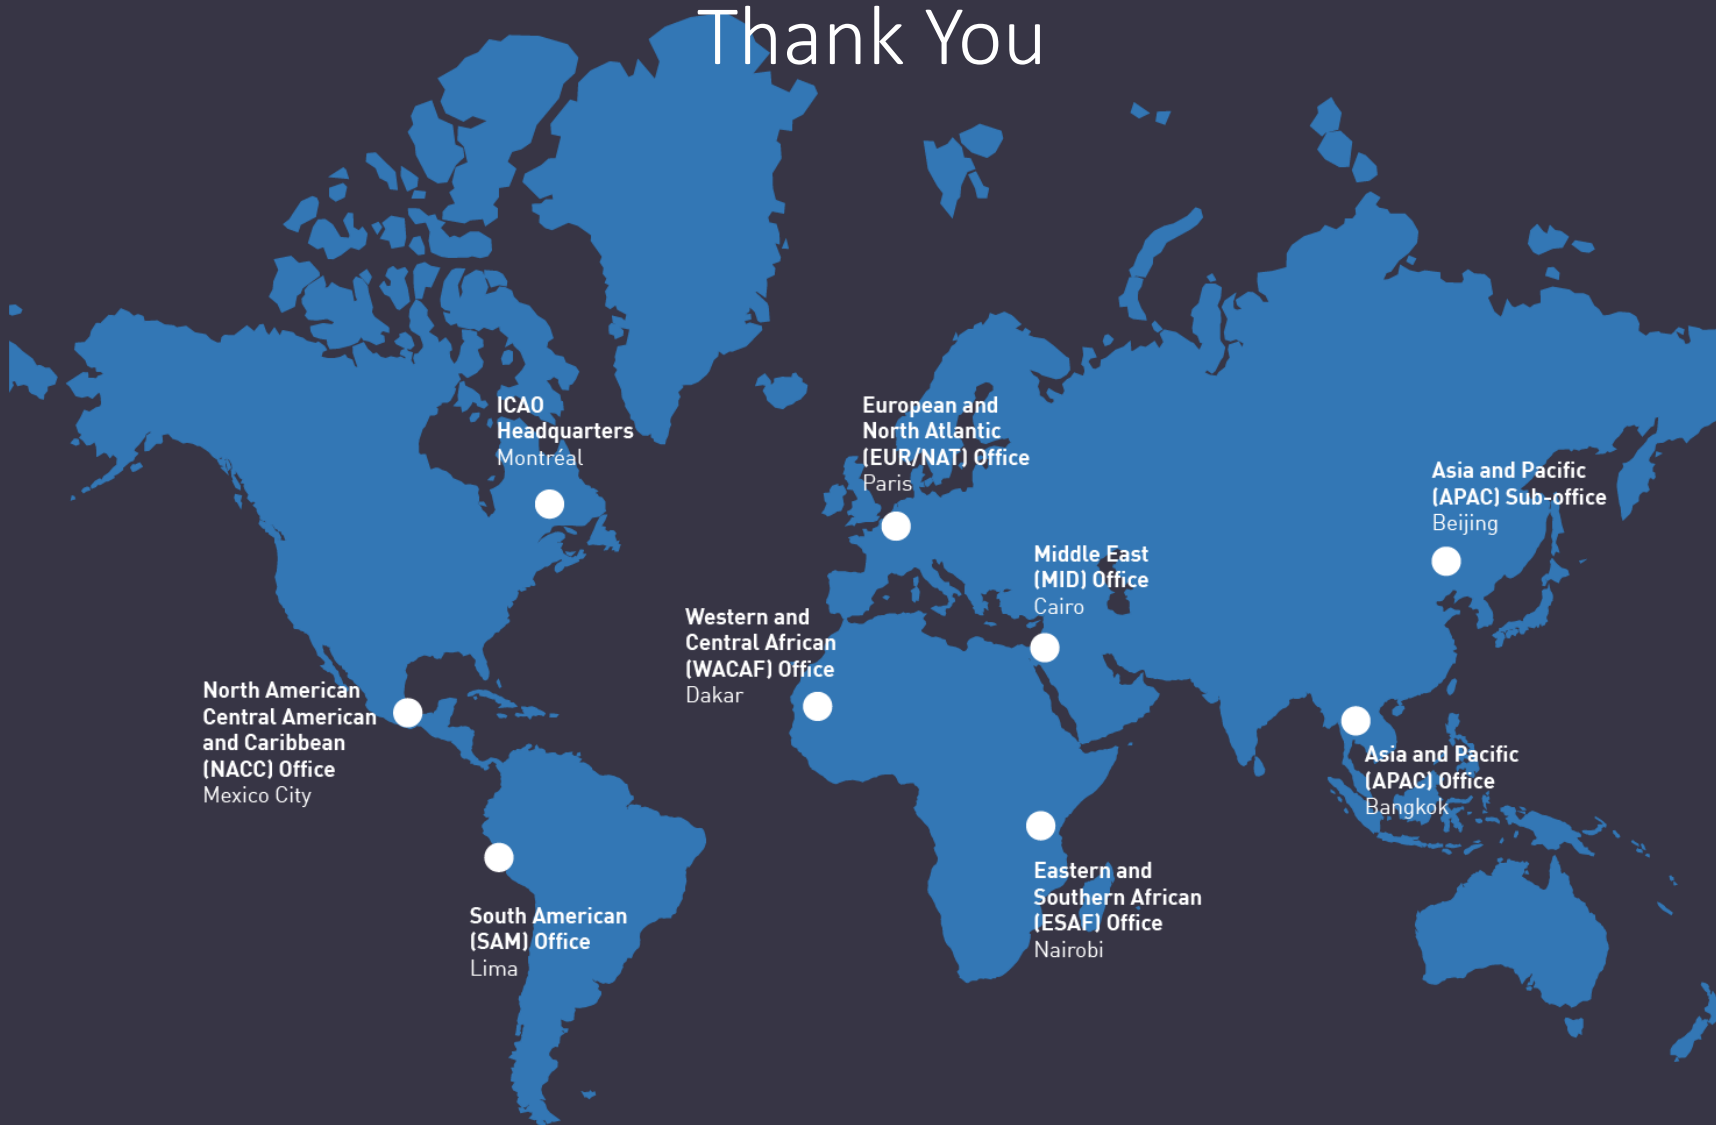 Thank You
ICAO
Headquarters
Montréal
European and
North Atlantic
(EUR/NAT) Office
Paris
Asia and Pacific
(APAC) Sub-office
Beijing
Middle East
(MID) Office
Cairo
Western and
Central African
(WACAF) Office
Dakar
North American
Central American
and Caribbean
(NACC) Office
Mexico City
Asia and Pacific
(APAC) Office
Bangkok
Eastern and
Southern African
(ESAF) Office
Nairobi
South American
(SAM) Office
Lima